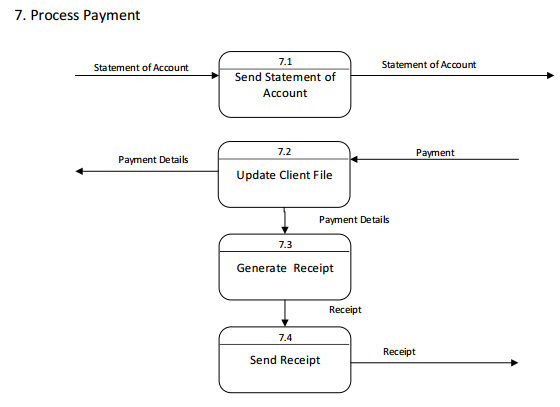 7. Process Payment
7.1
Statement of Account
Send Statement of
Account
Statement of Account
7.2
Payment Details
Update Client File
Payment
Payment Details
7.3
Generate Receipt
Receipt
7.4
Send Receipt
Receipt